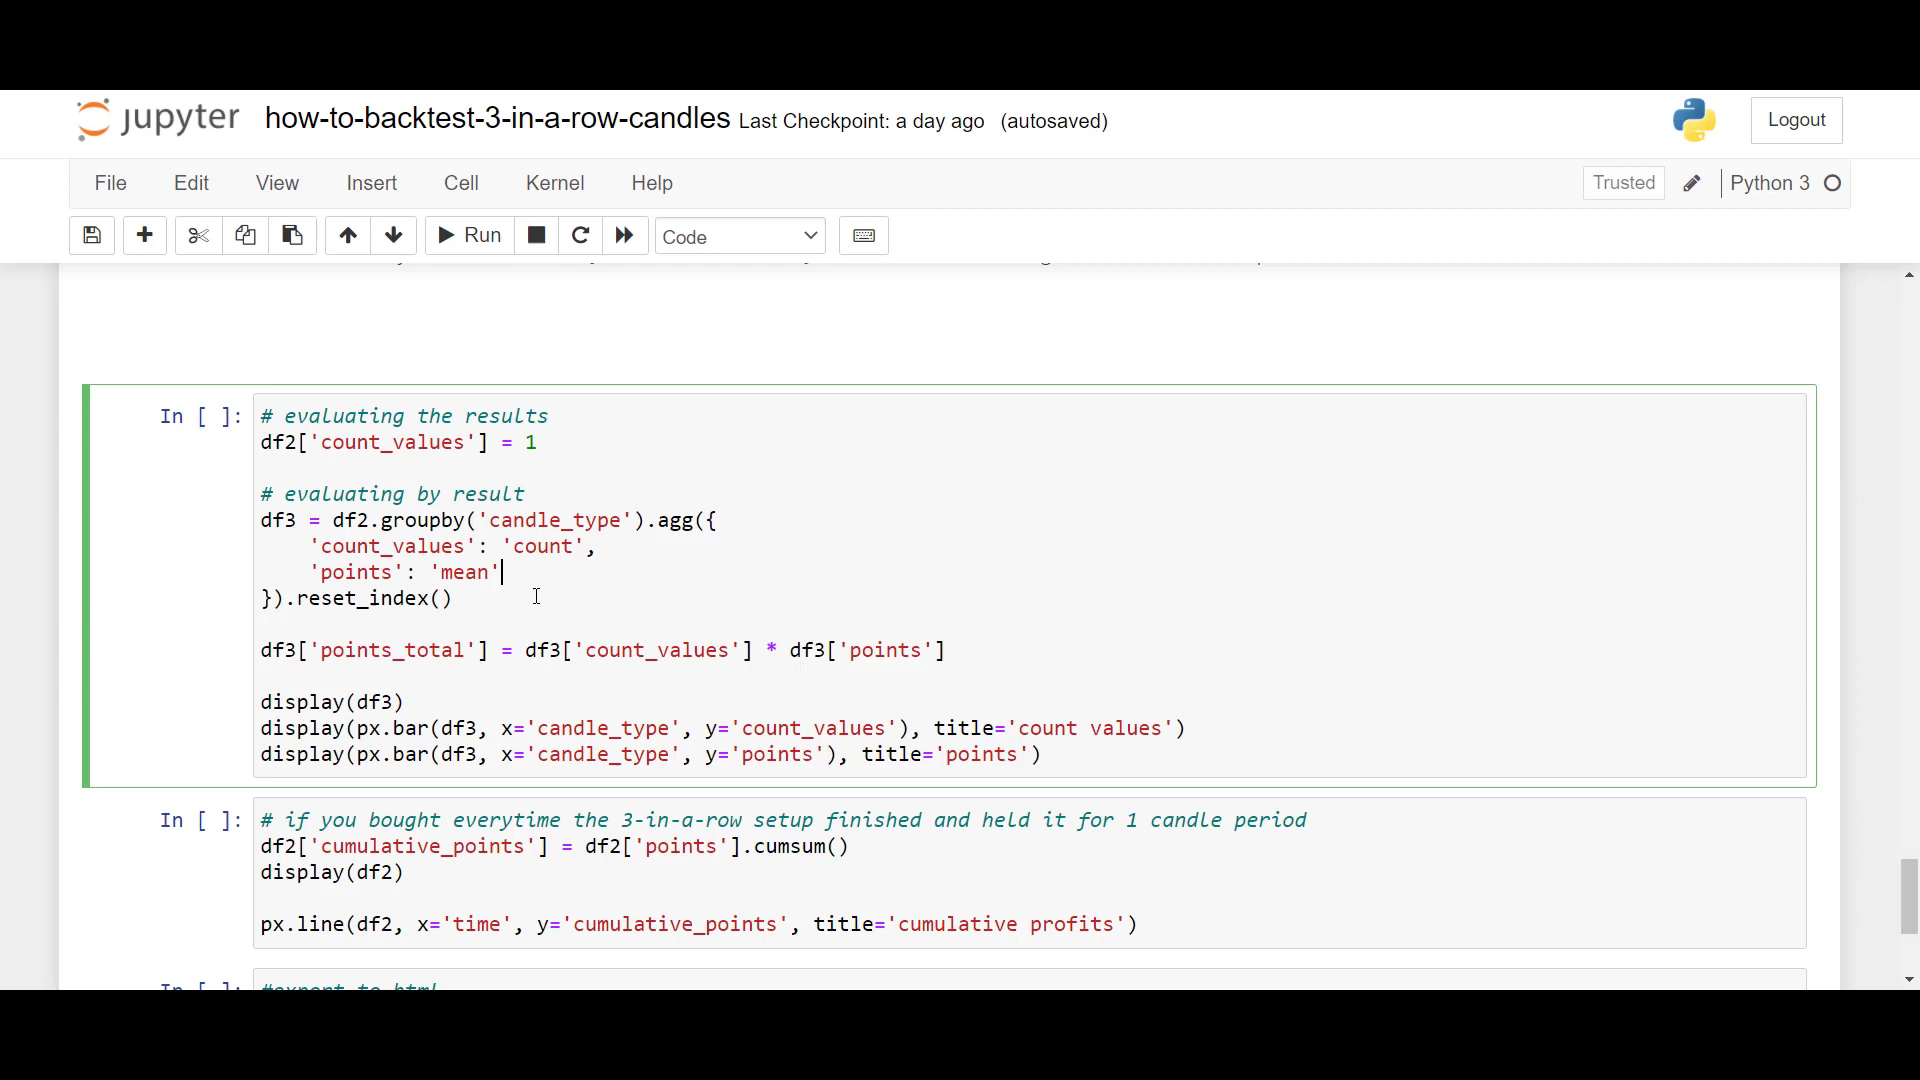 jupyter how-to-backtest-3-in-a-row-candles Last Checkpoint: a day ago (autosaved)
Logout
File Edit View Insert Cell Kernel Help
Trusted Python 3
Run Code
In [ ]: # evaluating the results
df2['count_values'] = 1
# evaluating by result
df3 = df2.groupby('candle_type').agg({
'count_values': 'count',
'points': 'mean'
}).reset_index()
df3['points_total'] = df3['count_values'] * df3['points']
display(df3)
display(px.bar(df3, x='candle_type', y='count_values'), title='count values')
display(px.bar(df3, x='candle_type', y='points'), title='points')
In [ ]: # if you bought everytime the 3-in-a-row setup finished and held it for 1 candle period
df2['cumulative_points'] = df2['points'].cumsum()
display(df2)
px.line(df2, x='time', y='cumulative_points', title='cumulative profits')
In [ ]: #export to html